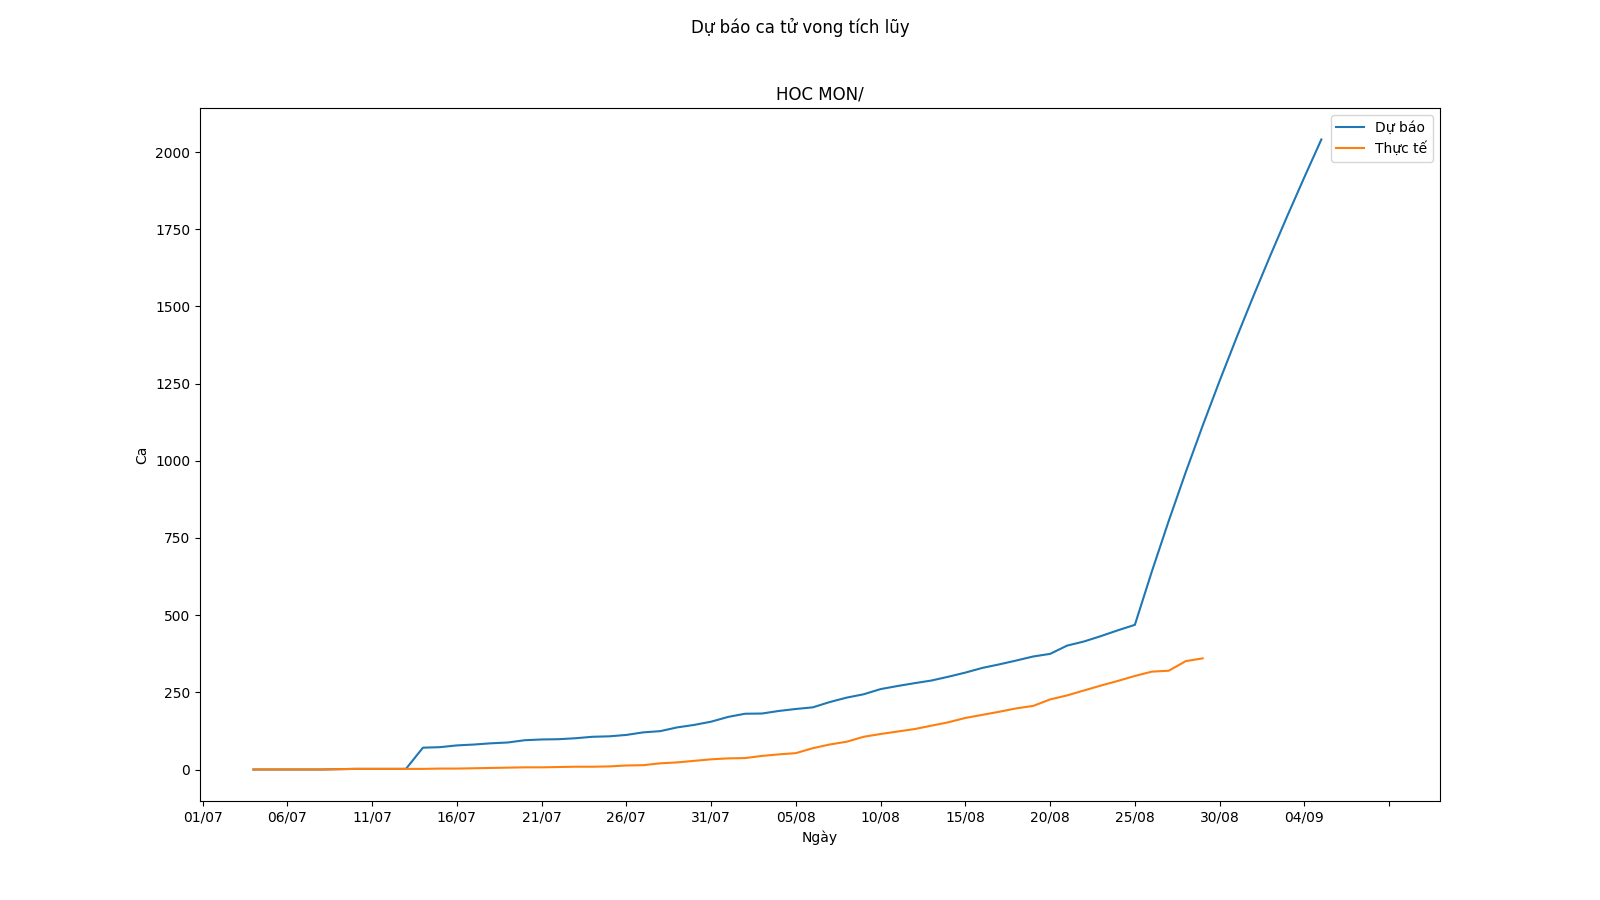 Dự báo ca tử vong tích lũy
HOC MON/
Dự báo
Thực tế
2000
1750
1500
1250
1000
750
500
250
0
Ca
01/07 06/07 11/07 16/07 21/07 26/07 31/07 05/08 10/08 15/08 20/08 25/08 30/08 04/09
Ngày